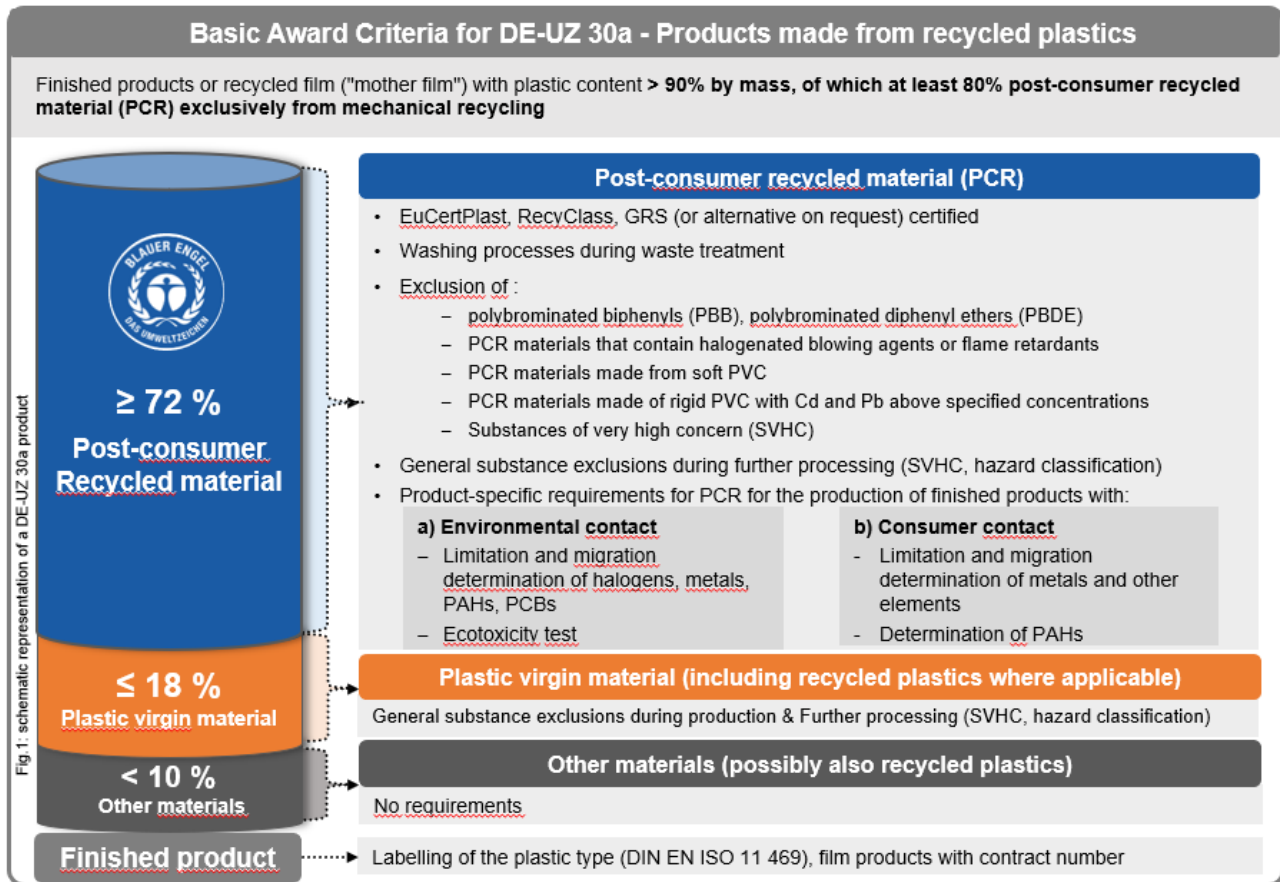 Basic Award Criteria for DE-UZ 30a - Products made from recycled plastics
Finished products or recycled film ("mother film") with plastic content > 90% by mass, of which at least 80% post-consumer recycled
material (PCR) exclusively from mechanical recycling
Fig.1: schematic representation of a DE-UZ 30a product
BLAUER ENGEL
DAS UMWELTZEICHEN
≥ 72 %
Post-consumer
Recycled material
Post-consumer recycled material (PCR)
• EuCertPlast, RecyClass, GRS (or alternative on request) certified
• Washing processes during waste treatment
• Exclusion of :
– polybrominated biphenyls (PBB), polybrominated diphenyl ethers (PBDE)
– PCR materials that contain halogenated blowing agents or flame retardants
– PCR materials made from soft PVC
– PCR materials made of rigid PVC with Cd and Pb above specified concentrations
– Substances of very high concern (SVHC)
• General substance exclusions during further processing (SVHC, hazard classification)
• Product-specific requirements for PCR for the production of finished products with:
a) Environmental contact
– Limitation and migration
determination of halogens, metals,
PAHs, PCBs
– Ecotoxicity test
b) Consumer contact
- Limitation and migration
determination of metals and other
elements
- Determination of PAHs
≤ 18 %
Plastic virgin material
Plastic virgin material (including recycled plastics where applicable)
General substance exclusions during production & Further processing (SVHC, hazard classification)
< 10 %
Other materials
Other materials (possibly also recycled plastics)
No requirements
Finished product
Labelling of the plastic type (DIN EN ISO 11 469), film products with contract number